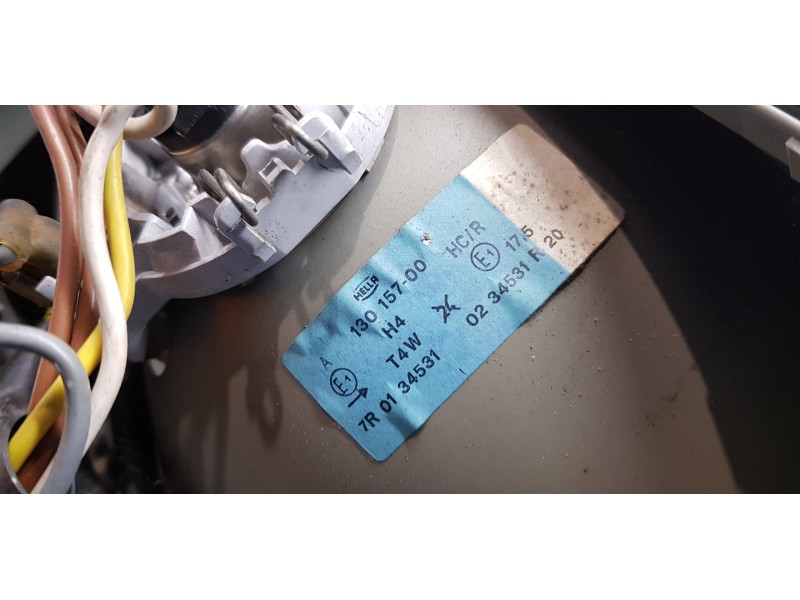 HELLA
A 130 157-00 HC/R
H4
E1 T4W E1 17,5
7R 01 34531 02 34531 R 20